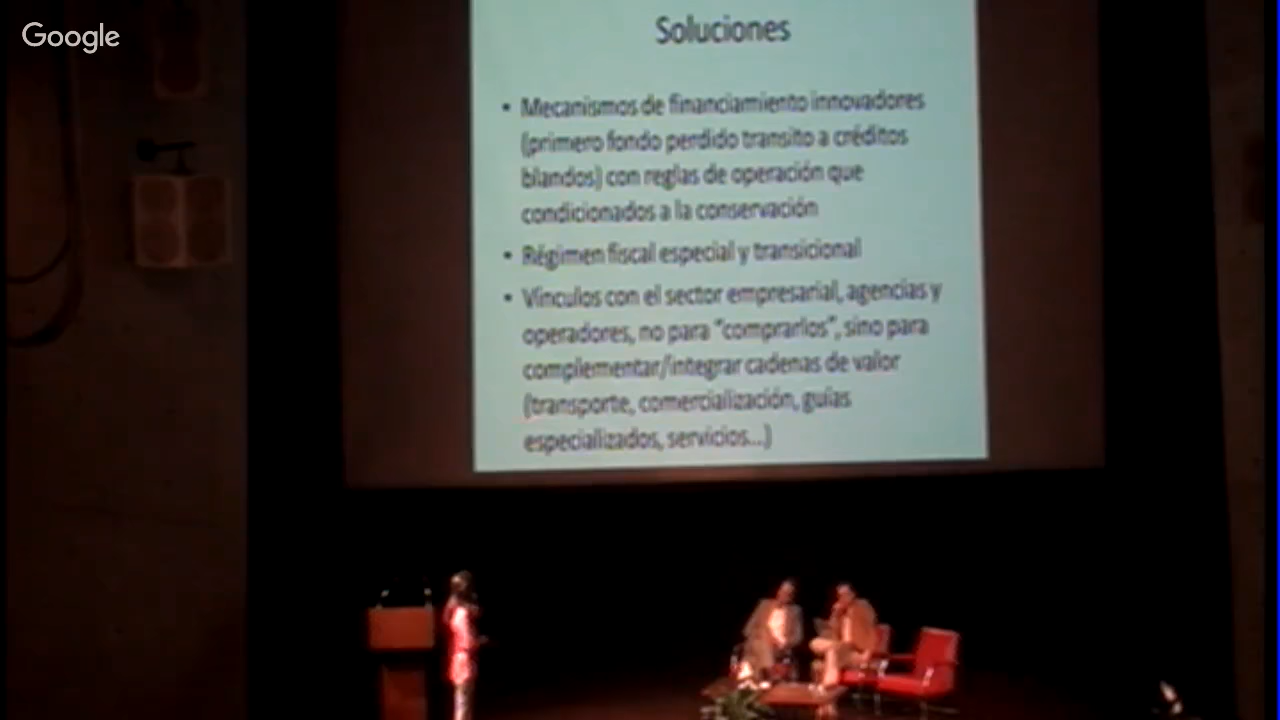 Google
Soluciones
• Mecanismos de financiamiento innovadores
(primero fondo perdido transito a créditos
blandos) con reglas de operación que
condicionados a la conservación
• Régimen fiscal especial y transicional
• Vínculos con el sector empresarial, agencias y
operadores, no para "comprarlos", sino para
complementar/integrar cadenas de valor
(transporte, comercialización, guías
especializados, servicios...)